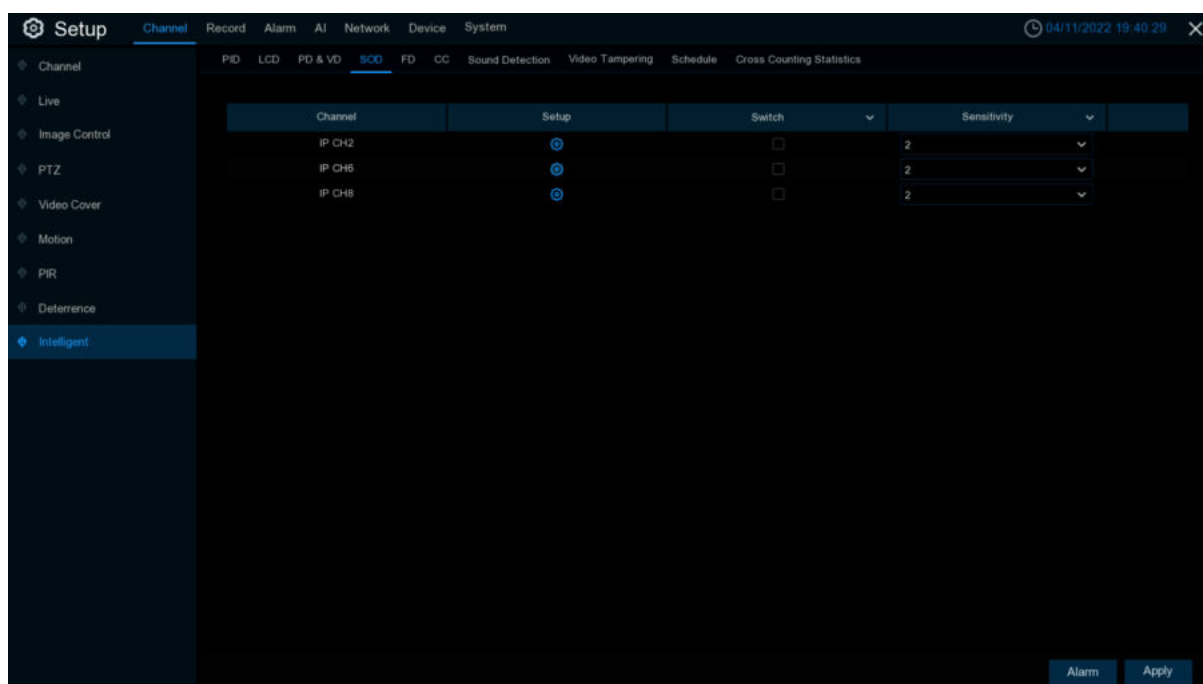 Setup Channel Record Alarm AI Network Device System 04/11/2022 19:40:29
PID LCD PD & VD SOD FD CC Sound Detection Video Tampering Schedule Cross Counting Statistics
Channel
Live
Image Control
PTZ
Video Cover
Motion
PIR
Deterrence
Intelligent
Channel Setup Switch Sensitivity
IP CH2 2
IP CH6 2
IP CH8 2
Alarm Apply